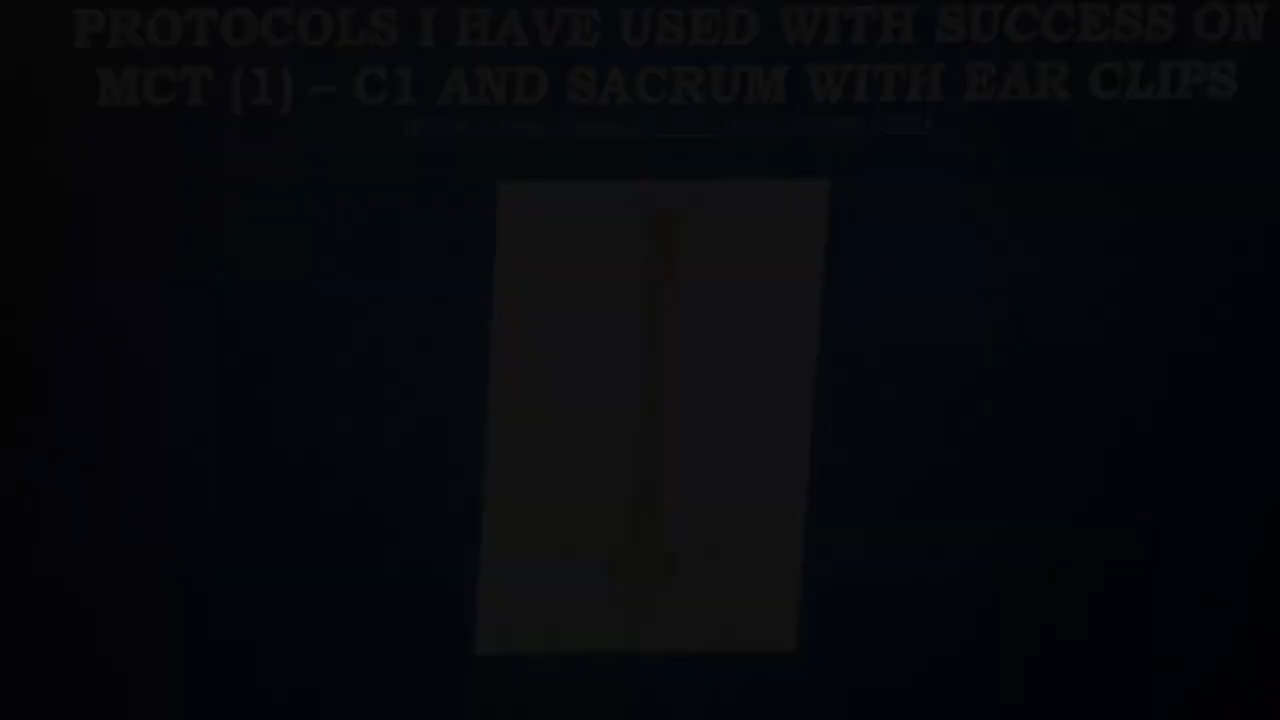 PROTOCOLS I HAVE USED WITH SUCCESS ON
MCT (1) – C1 AND SACRUM WITH EAR CLIPS